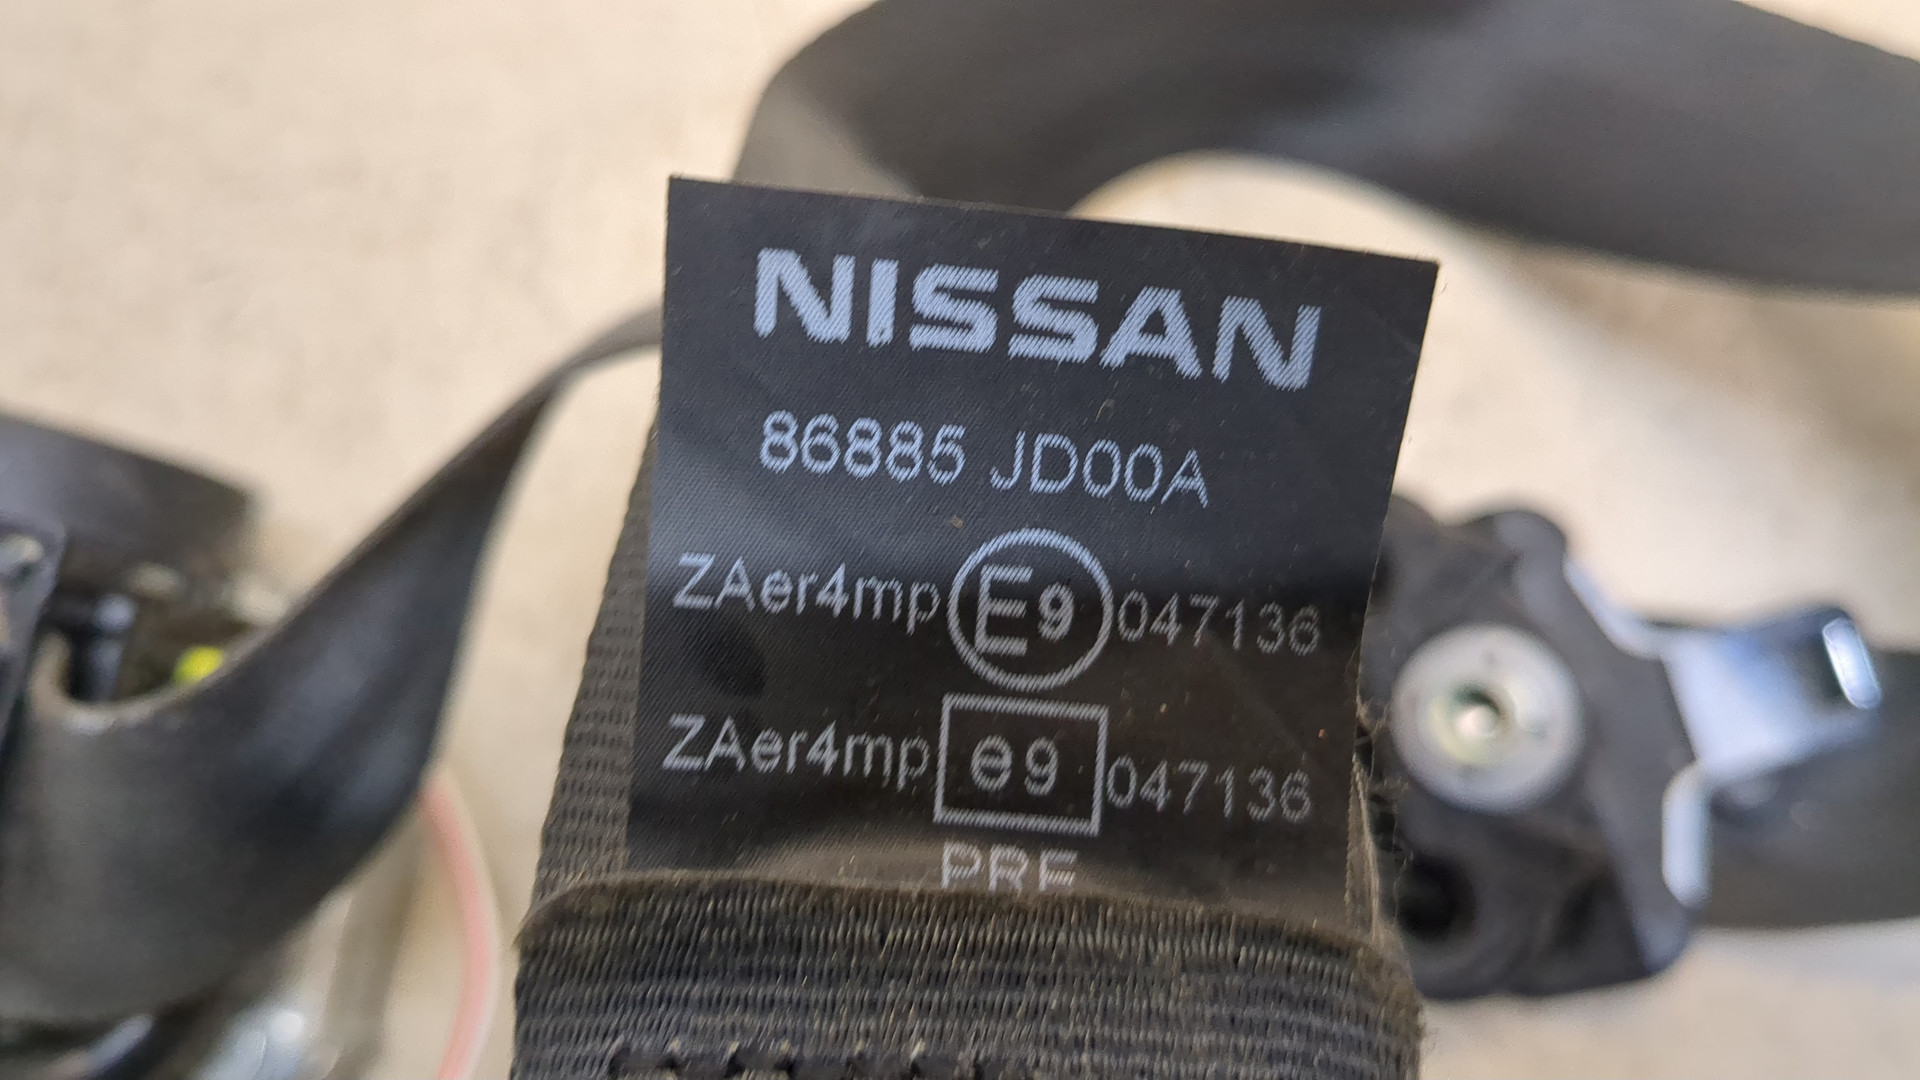 NISSAN
86885 JD00A
ZAer4mp E9 047136
ZAer4mp e9 047136
PRE